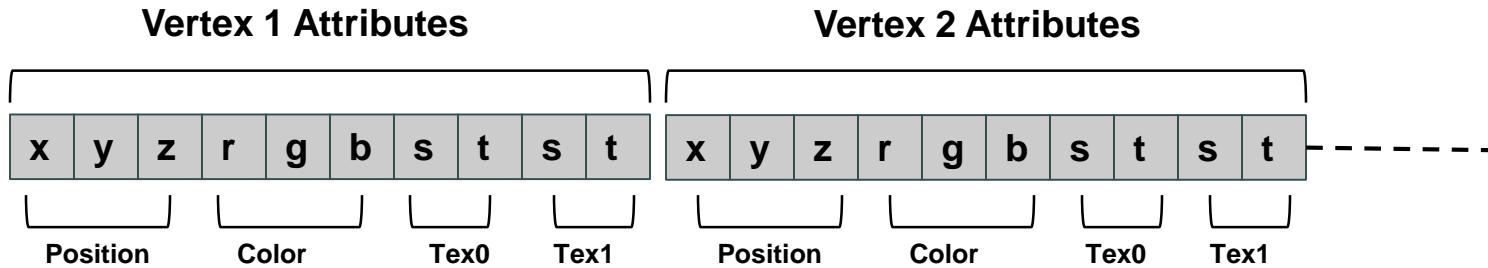 Vertex 1 Attributes Vertex 2 Attributes
x y z r g b s t s t x y z r g b s t s t
Position Color Tex0 Tex1 Position Color Tex0 Tex1